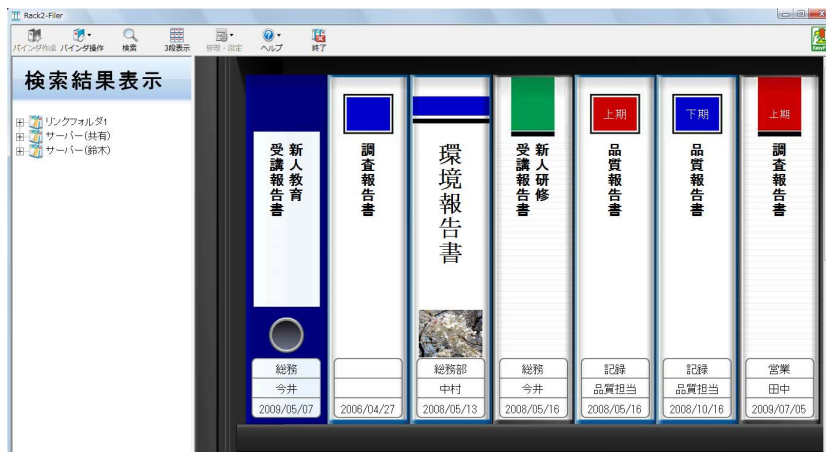 Rack2-Filer
バインダ作成 バインダ操作 検索 3段表示 管理・設定 ヘルプ 終了
検索結果表示
リンクフォルダ1
サーバー(共有)
サーバー(鈴木)
新人教育
受講報告書
総務
今井
2009/05/07
調査報告書
2006/04/27
環境報告書
総務部
中村
2008/05/13
新人研修
受講報告書
総務
今井
2008/05/16
上期
品質報告書
記録
品質担当
2008/05/16
下期
品質報告書
記録
品質担当
2008/10/16
上期
調査報告書
営業
田中
2009/07/05